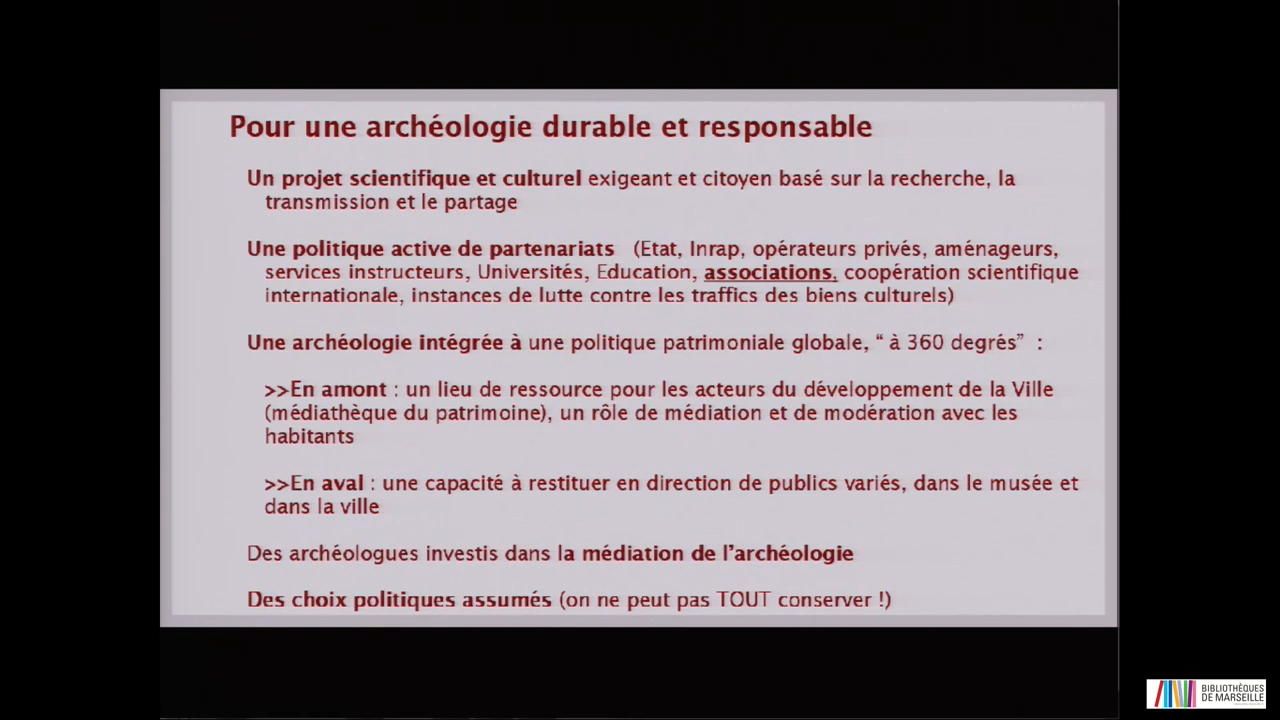 Pour une archéologie durable et responsable
Un projet scientifique et culturel exigeant et citoyen basé sur la recherche, la
transmission et le partage
Une politique active de partenariats (Etat, Inrap, opérateurs privés, aménageurs,
services instructeurs, Universités, Education, associations, coopération scientifique
internationale, instances de lutte contre les traffics des biens culturels)
Une archéologie intégrée à une politique patrimoniale globale, “ à 360 degrés” :
>>En amont : un lieu de ressource pour les acteurs du développement de la Ville
(médiathèque du patrimoine), un rôle de médiation et de modération avec les
habitants
>>En aval : une capacité à restituer en direction de publics variés, dans le musée et
dans la ville
Des archéologues investis dans la médiation de l’archéologie
Des choix politiques assumés (on ne peut pas TOUT conserver !)
BIBLIOTHÈQUES
DE MARSEILLE